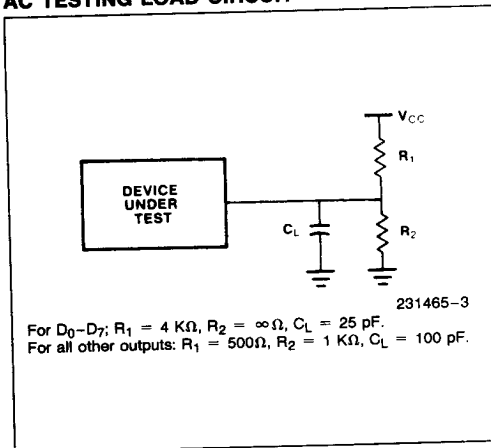 AC TESTING LOAD CIRCUIT
VCC
R1
DEVICE
UNDER
TEST
CL
R2
231465–3
For D0–D7; R1 = 4 KΩ, R2 = ∞Ω, CL = 25 pF.
For all other outputs: R1 = 500Ω, R2 = 1 KΩ, CL = 100 pF.